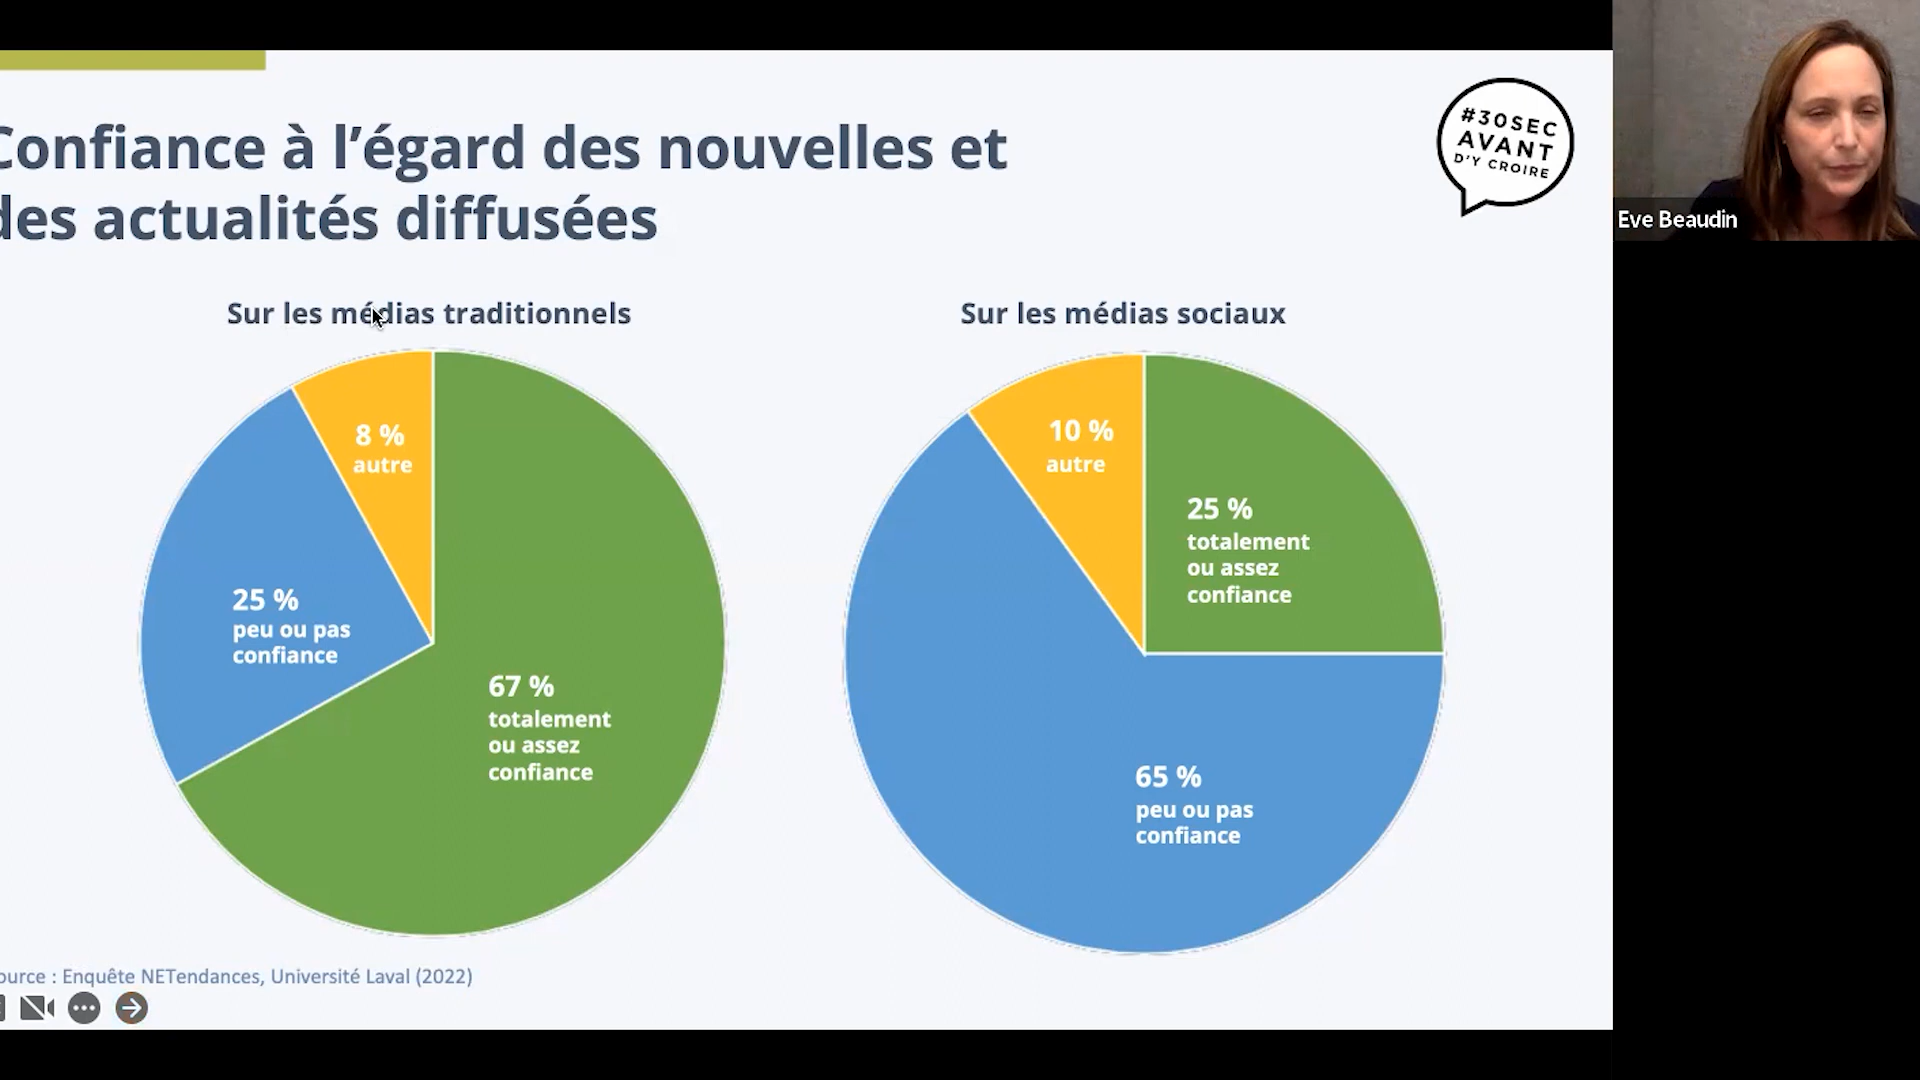 Confiance à l'égard des nouvelles et
des actualités diffusées
#30SEC
AVANT
D'Y CROIRE
Eve Beaudin
Sur les médias traditionnels
8 %
autre
25 %
peu ou pas
confiance
67 %
totalement
ou assez
confiance
Sur les médias sociaux
10 %
autre
25 %
totalement
ou assez
confiance
65 %
peu ou pas
confiance
ource : Enquête NETendances, Université Laval (2022)